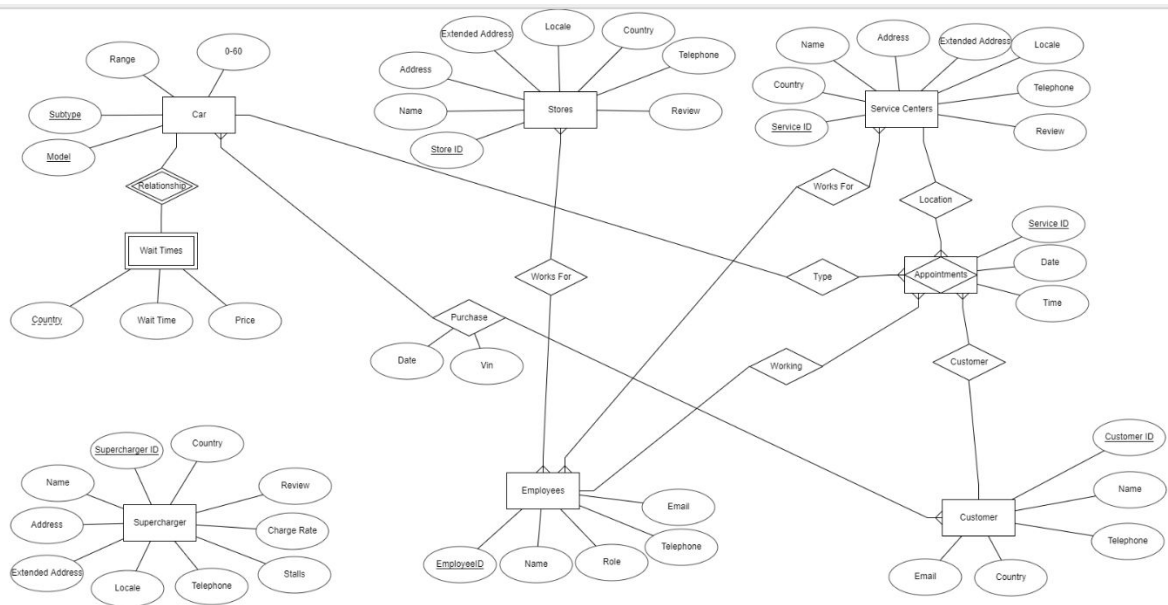 Range
0-60
Subtype
Model
Car
Relationship
Wait Times
Country
Wait Time
Price
Extended Address
Locale
Country
Address
Telephone
Name
Stores
Review
Store ID
Works For
Name
Address
Extended Address
Locale
Country
Service Centers
Telephone
Service ID
Review
Works For
Location
Service ID
Type
Appointments
Date
Time
Purchase
Date
Vin
Working
Customer
Supercharger ID
Country
Name
Review
Address
Supercharger
Charge Rate
Extended Address
Locale
Telephone
Stalls
Employees
Email
EmployeeID
Name
Role
Telephone
Customer ID
Name
Customer
Telephone
Email
Country